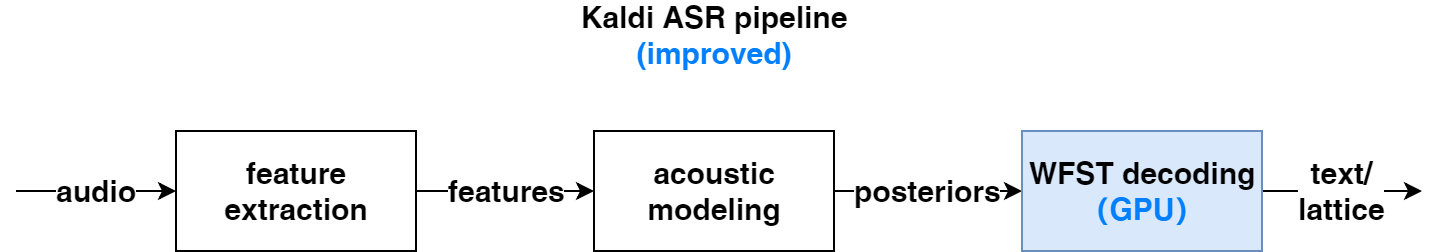 Kaldi ASR pipeline
(improved)
audio
feature
extraction
features
acoustic
modeling
posteriors
WFST decoding
(GPU)
text/
lattice